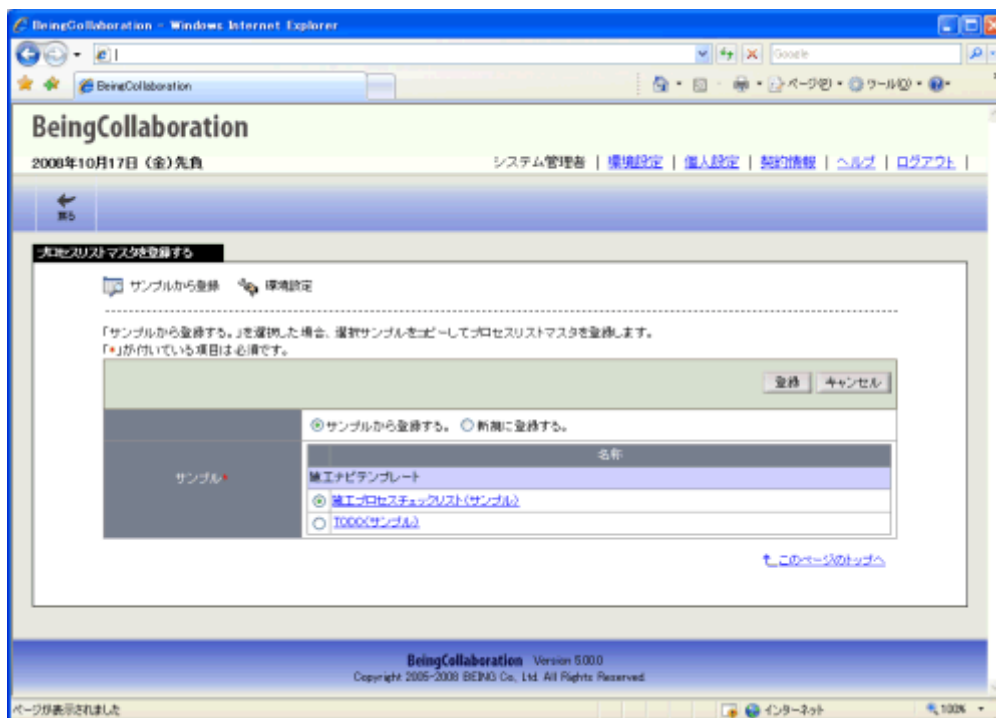 BeingCollaboration - Windows Internet Explorer
Google
BeingCollaboration
ページ(P)
ツール(O)
BeingCollaboration
2008年10月17日（金）先負
システム管理者 | 環境設定 | 個人設定 | 契約情報 | ヘルプ | ログアウト |
戻る
プロセスリストマスタを登録する
サンプルから登録 環境設定
「サンプルから登録する。」を選択した場合、選択サンプルをコピーしてプロセスリストマスタを登録します。
「*」が付いている項目は必須です。
登録 キャンセル
サンプルから登録する。 新規に登録する。
サンプル*
名称
施工ナビテンプレート
施工プロセスチェックリスト(サンプル)
TODO(サンプル)
このページのトップへ
BeingCollaboration Version 5.00.0
Copyright 2005-2008 BEING Co., Ltd. All Rights Reserved.
ページが表示されました
インターネット
100%